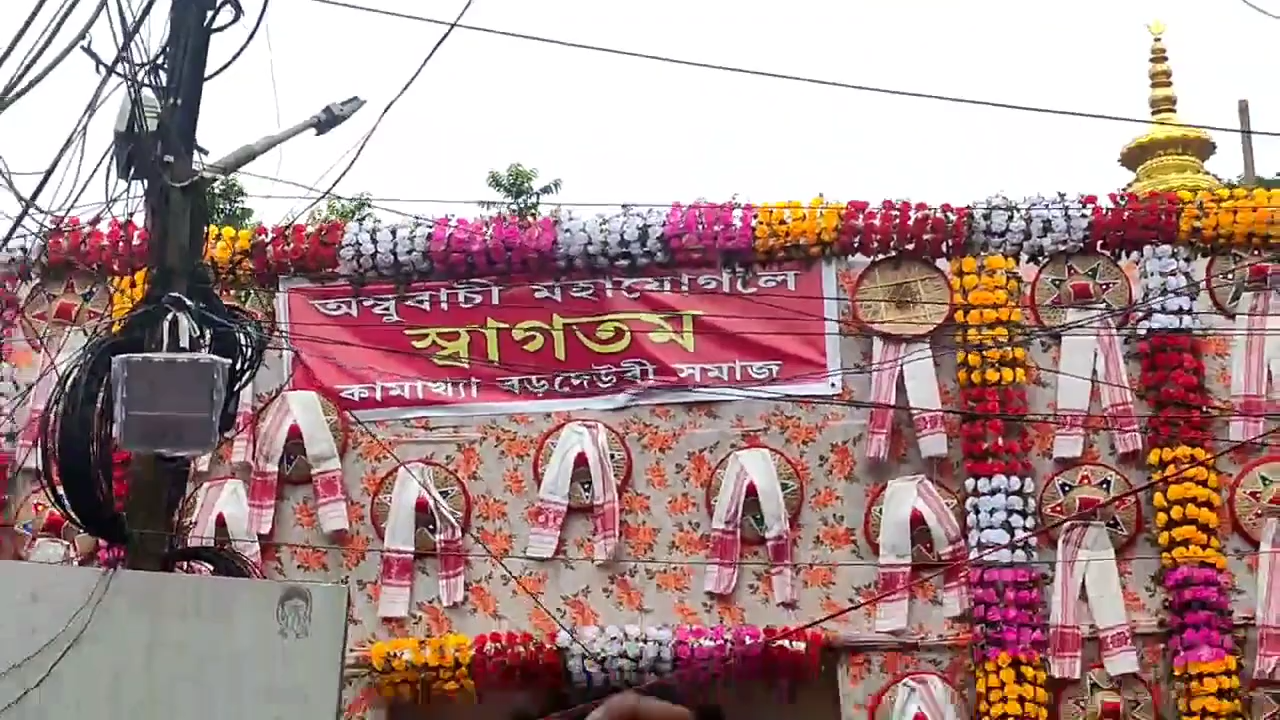 অম্বুবাচী মহাযোগলৈ
স্বাগতম
কামাখ্যা বড়দেউৰী সমাজ